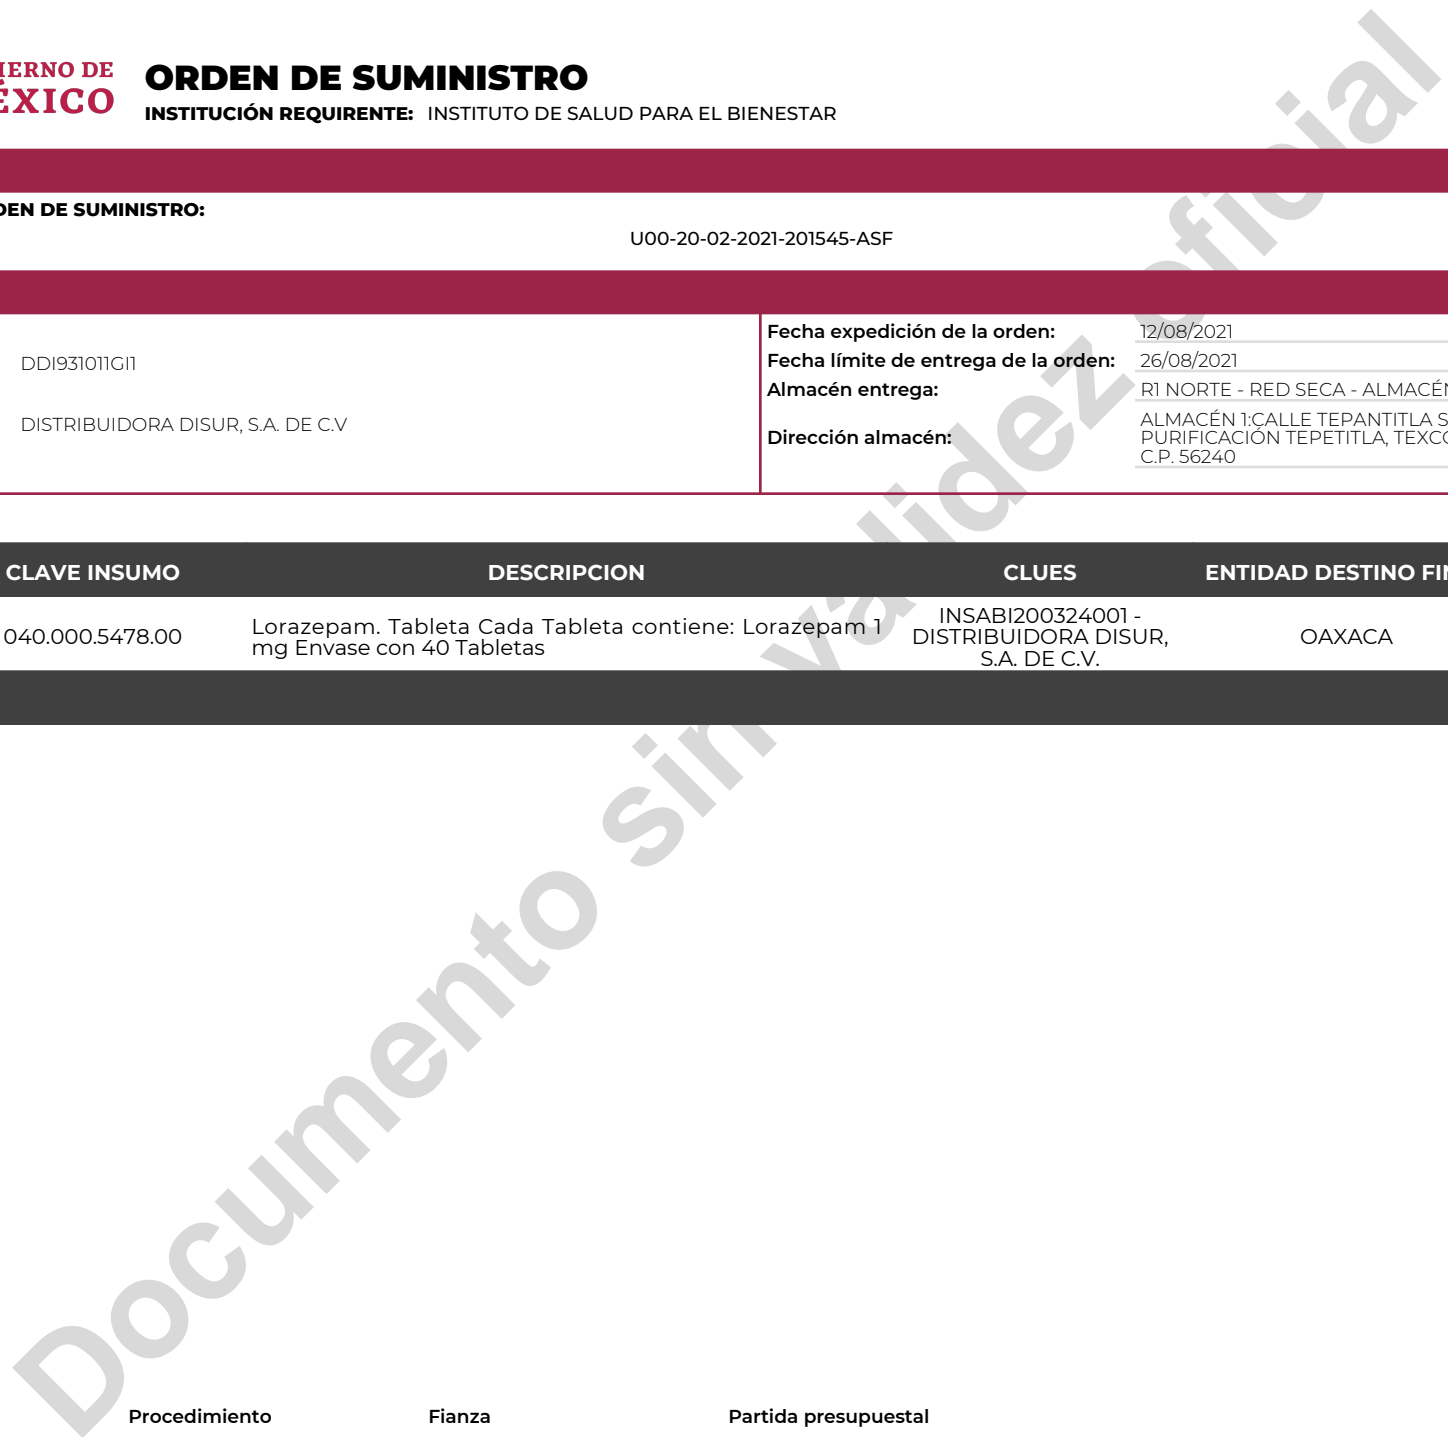 IERNO DE
ÉXICO
ORDEN DE SUMINISTRO
INSTITUCIÓN REQUIRENTE: INSTITUTO DE SALUD PARA EL BIENESTAR
DEN DE SUMINISTRO:
U00-20-02-2021-201545-ASF
DDI931011GI1
DISTRIBUIDORA DISUR, S.A. DE C.V
Fecha expedición de la orden: 12/08/2021
Fecha límite de entrega de la orden: 26/08/2021
Almacén entrega: R1 NORTE - RED SECA - ALMACÉN
Dirección almacén:
ALMACÉN 1:CALLE TEPANTITLA S
PURIFICACIÓN TEPETITLA, TEXCO
C.P. 56240
CLAVE INSUMO DESCRIPCION CLUES ENTIDAD DESTINO FIN
040.000.5478.00
Lorazepam. Tableta Cada Tableta contiene: Lorazepam 1
mg Envase con 40 Tabletas
INSABI200324001 -
DISTRIBUIDORA DISUR,
S.A. DE C.V.
OAXACA
Documento sin validez oficial
Procedimiento Fianza Partida presupuestal